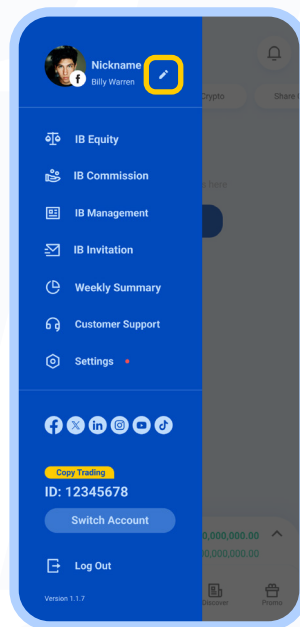 Nickname
Billy Warren
IB Equity
IB Commission
IB Management
IB Invitation
Weekly Summary
Customer Support
Settings
Copy Trading
ID: 12345678
Switch Account
Log Out
Version 1.1.7
Crypto
Share
here
0,000,000.00
00,000,000.00
Discover
Promo